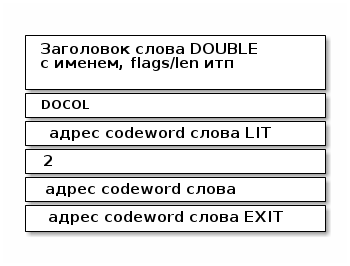 Заголовок слова DOUBLE
с именем, flags/len итп
DOCOL
адрес codeword слова LIT
2
адрес codeword слова
адрес codeword слова EXIT